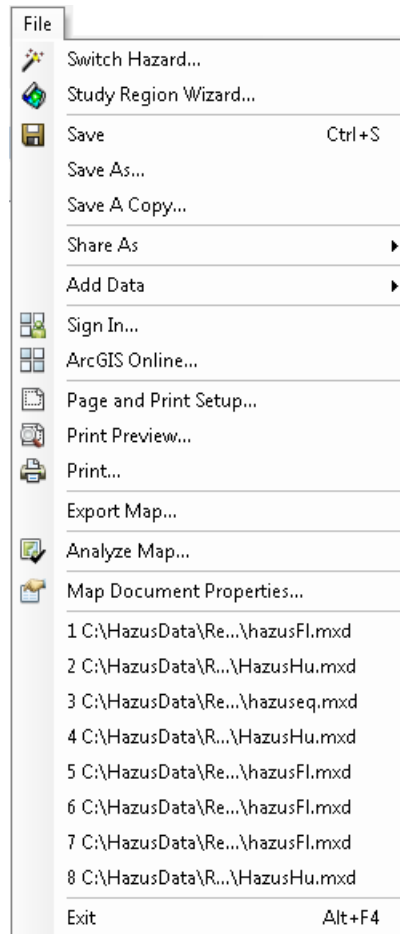 File
Switch Hazard...
Study Region Wizard...
Save Ctrl+S
Save As...
Save A Copy...
Share As
Add Data
Sign In...
ArcGIS Online...
Page and Print Setup...
Print Preview...
Print...
Export Map...
Analyze Map...
Map Document Properties...
1 C:\HazusData\Re...\hazusFl.mxd
2 C:\HazusData\R...\HazusHu.mxd
3 C:\HazusData\Re...\hazuseq.mxd
4 C:\HazusData\R...\HazusHu.mxd
5 C:\HazusData\Re...\hazusFl.mxd
6 C:\HazusData\Re...\hazusFl.mxd
7 C:\HazusData\Re...\hazusFl.mxd
8 C:\HazusData\R...\HazusHu.mxd
Exit Alt+F4